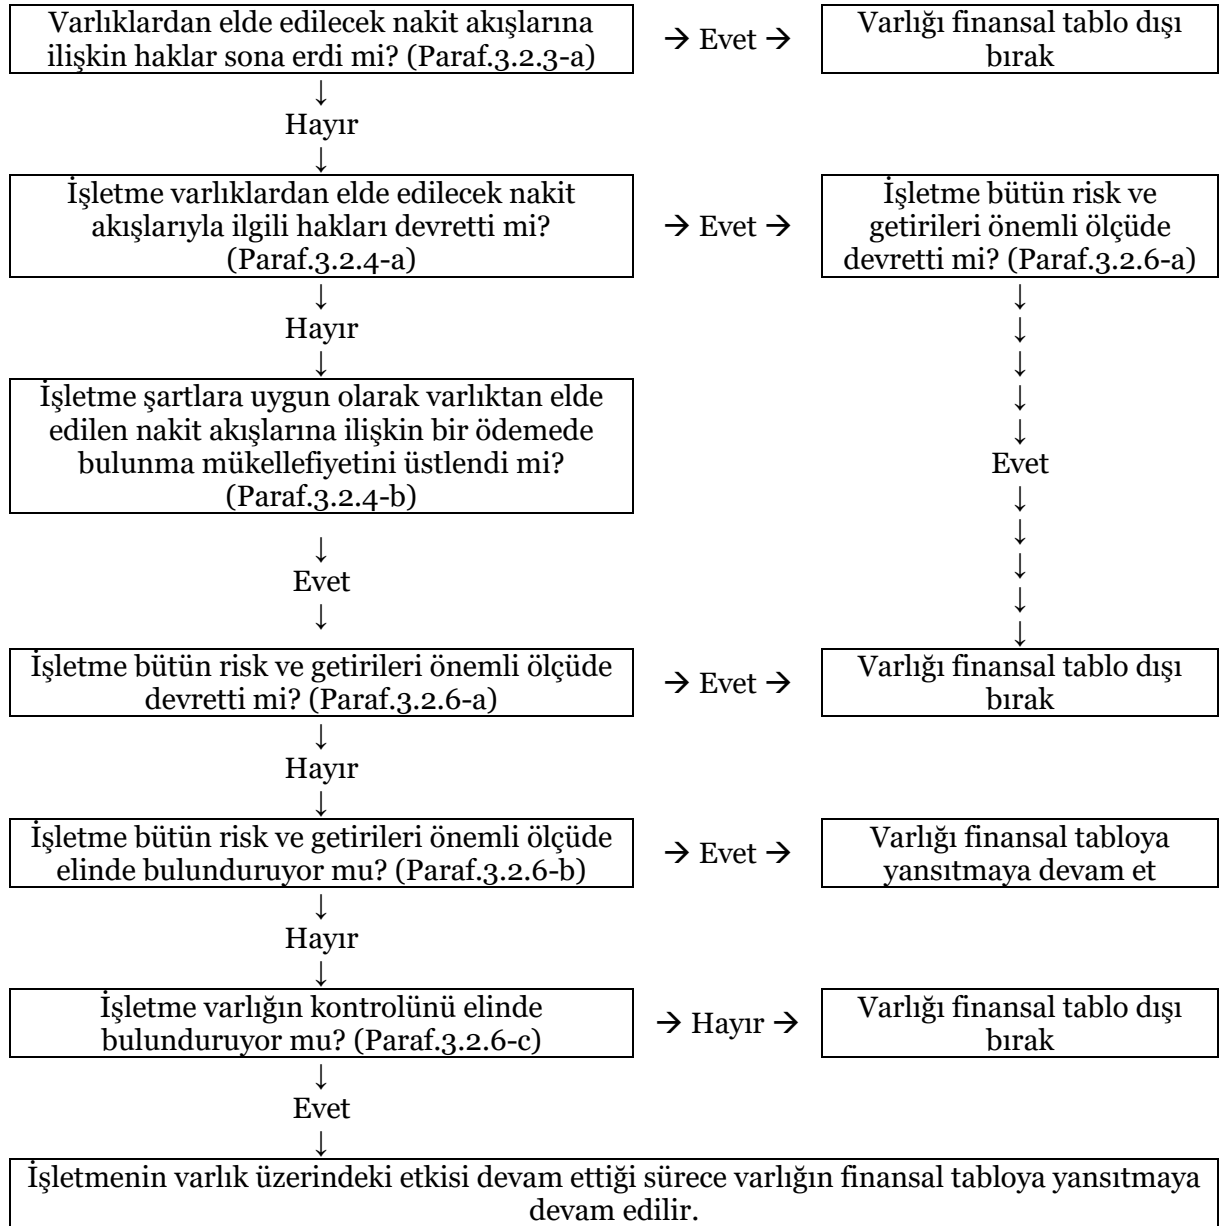 Varlıklardan elde edilecek nakit akışlarına
ilişkin haklar sona erdi mi? (Paraf.3.2.3-a)
→ Evet →
Varlığı finansal tablo dışı
bırak
↓
Hayır
↓
İşletme varlıklardan elde edilecek nakit
akışlarıyla ilgili hakları devretti mi?
(Paraf.3.2.4-a)
→ Evet →
İşletme bütün risk ve
getirileri önemli ölçüde
devretti mi? (Paraf.3.2.6-a)
↓
Hayır
↓
İşletme şartlara uygun olarak varlıktan elde
edilen nakit akışlarına ilişkin bir ödemede
bulunma mükellefiyetini üstlendi mi?
(Paraf.3.2.4-b)
↓
↓
↓
↓
↓
Evet
↓
↓
↓
↓
↓
↓
Evet
↓
İşletme bütün risk ve getirileri önemli ölçüde
devretti mi? (Paraf.3.2.6-a)
→ Evet →
Varlığı finansal tablo dışı
bırak
↓
Hayır
↓
İşletme bütün risk ve getirileri önemli ölçüde
elinde bulunduruyor mu? (Paraf.3.2.6-b)
→ Evet →
Varlığı finansal tabloya
yansıtmaya devam et
↓
Hayır
↓
İşletme varlığın kontrolünü elinde
bulunduruyor mu? (Paraf.3.2.6-c)
→ Hayır →
Varlığı finansal tablo dışı
bırak
↓
Evet
↓
İşletmenin varlık üzerindeki etkisi devam ettiği sürece varlığın finansal tabloya yansıtmaya
devam edilir.